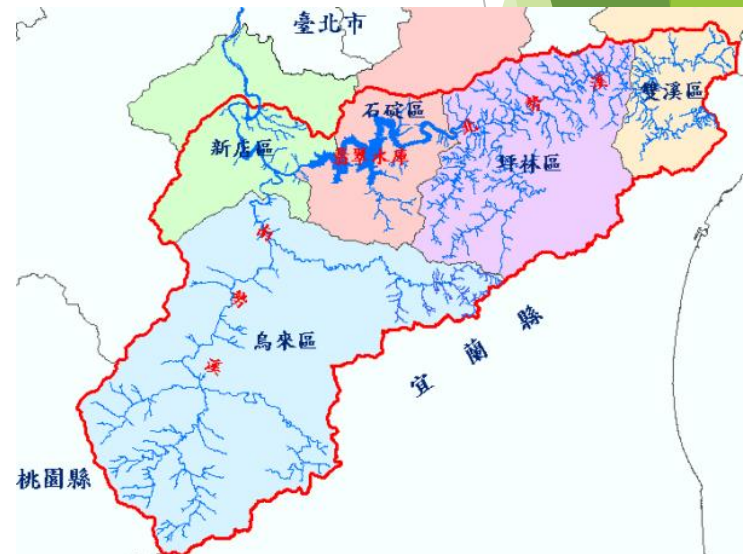 臺北市
石碇區
雙溪區
新店區
翡翠水庫
北勢溪
坪林區
南勢溪
烏來區
宜蘭縣
桃園縣